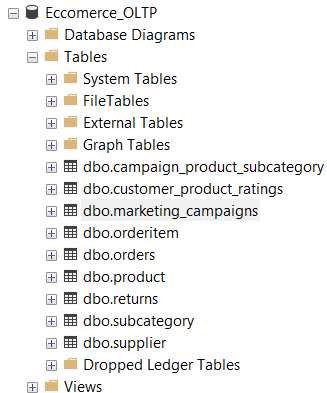 Eccomerce_OLTP
Database Diagrams
Tables
System Tables
FileTables
External Tables
Graph Tables
dbo.campaign_product_subcategory
dbo.customer_product_ratings
dbo.marketing_campaigns
dbo.orderitem
dbo.orders
dbo.product
dbo.returns
dbo.subcategory
dbo.supplier
Dropped Ledger Tables
Views